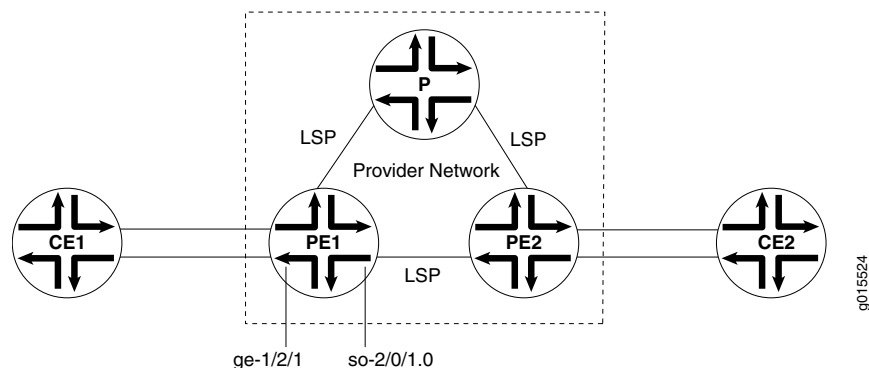 P
LSP
LSP
Provider Network
CE1
PE1
PE2
CE2
LSP
g015524
ge-1/2/1
so-2/0/1.0